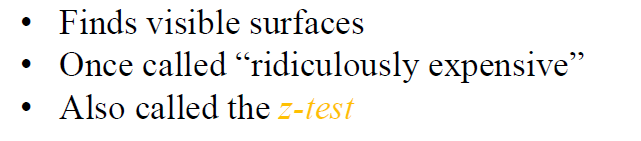 • Finds visible surfaces
• Once called “ridiculously expensive”
• Also called the z-test